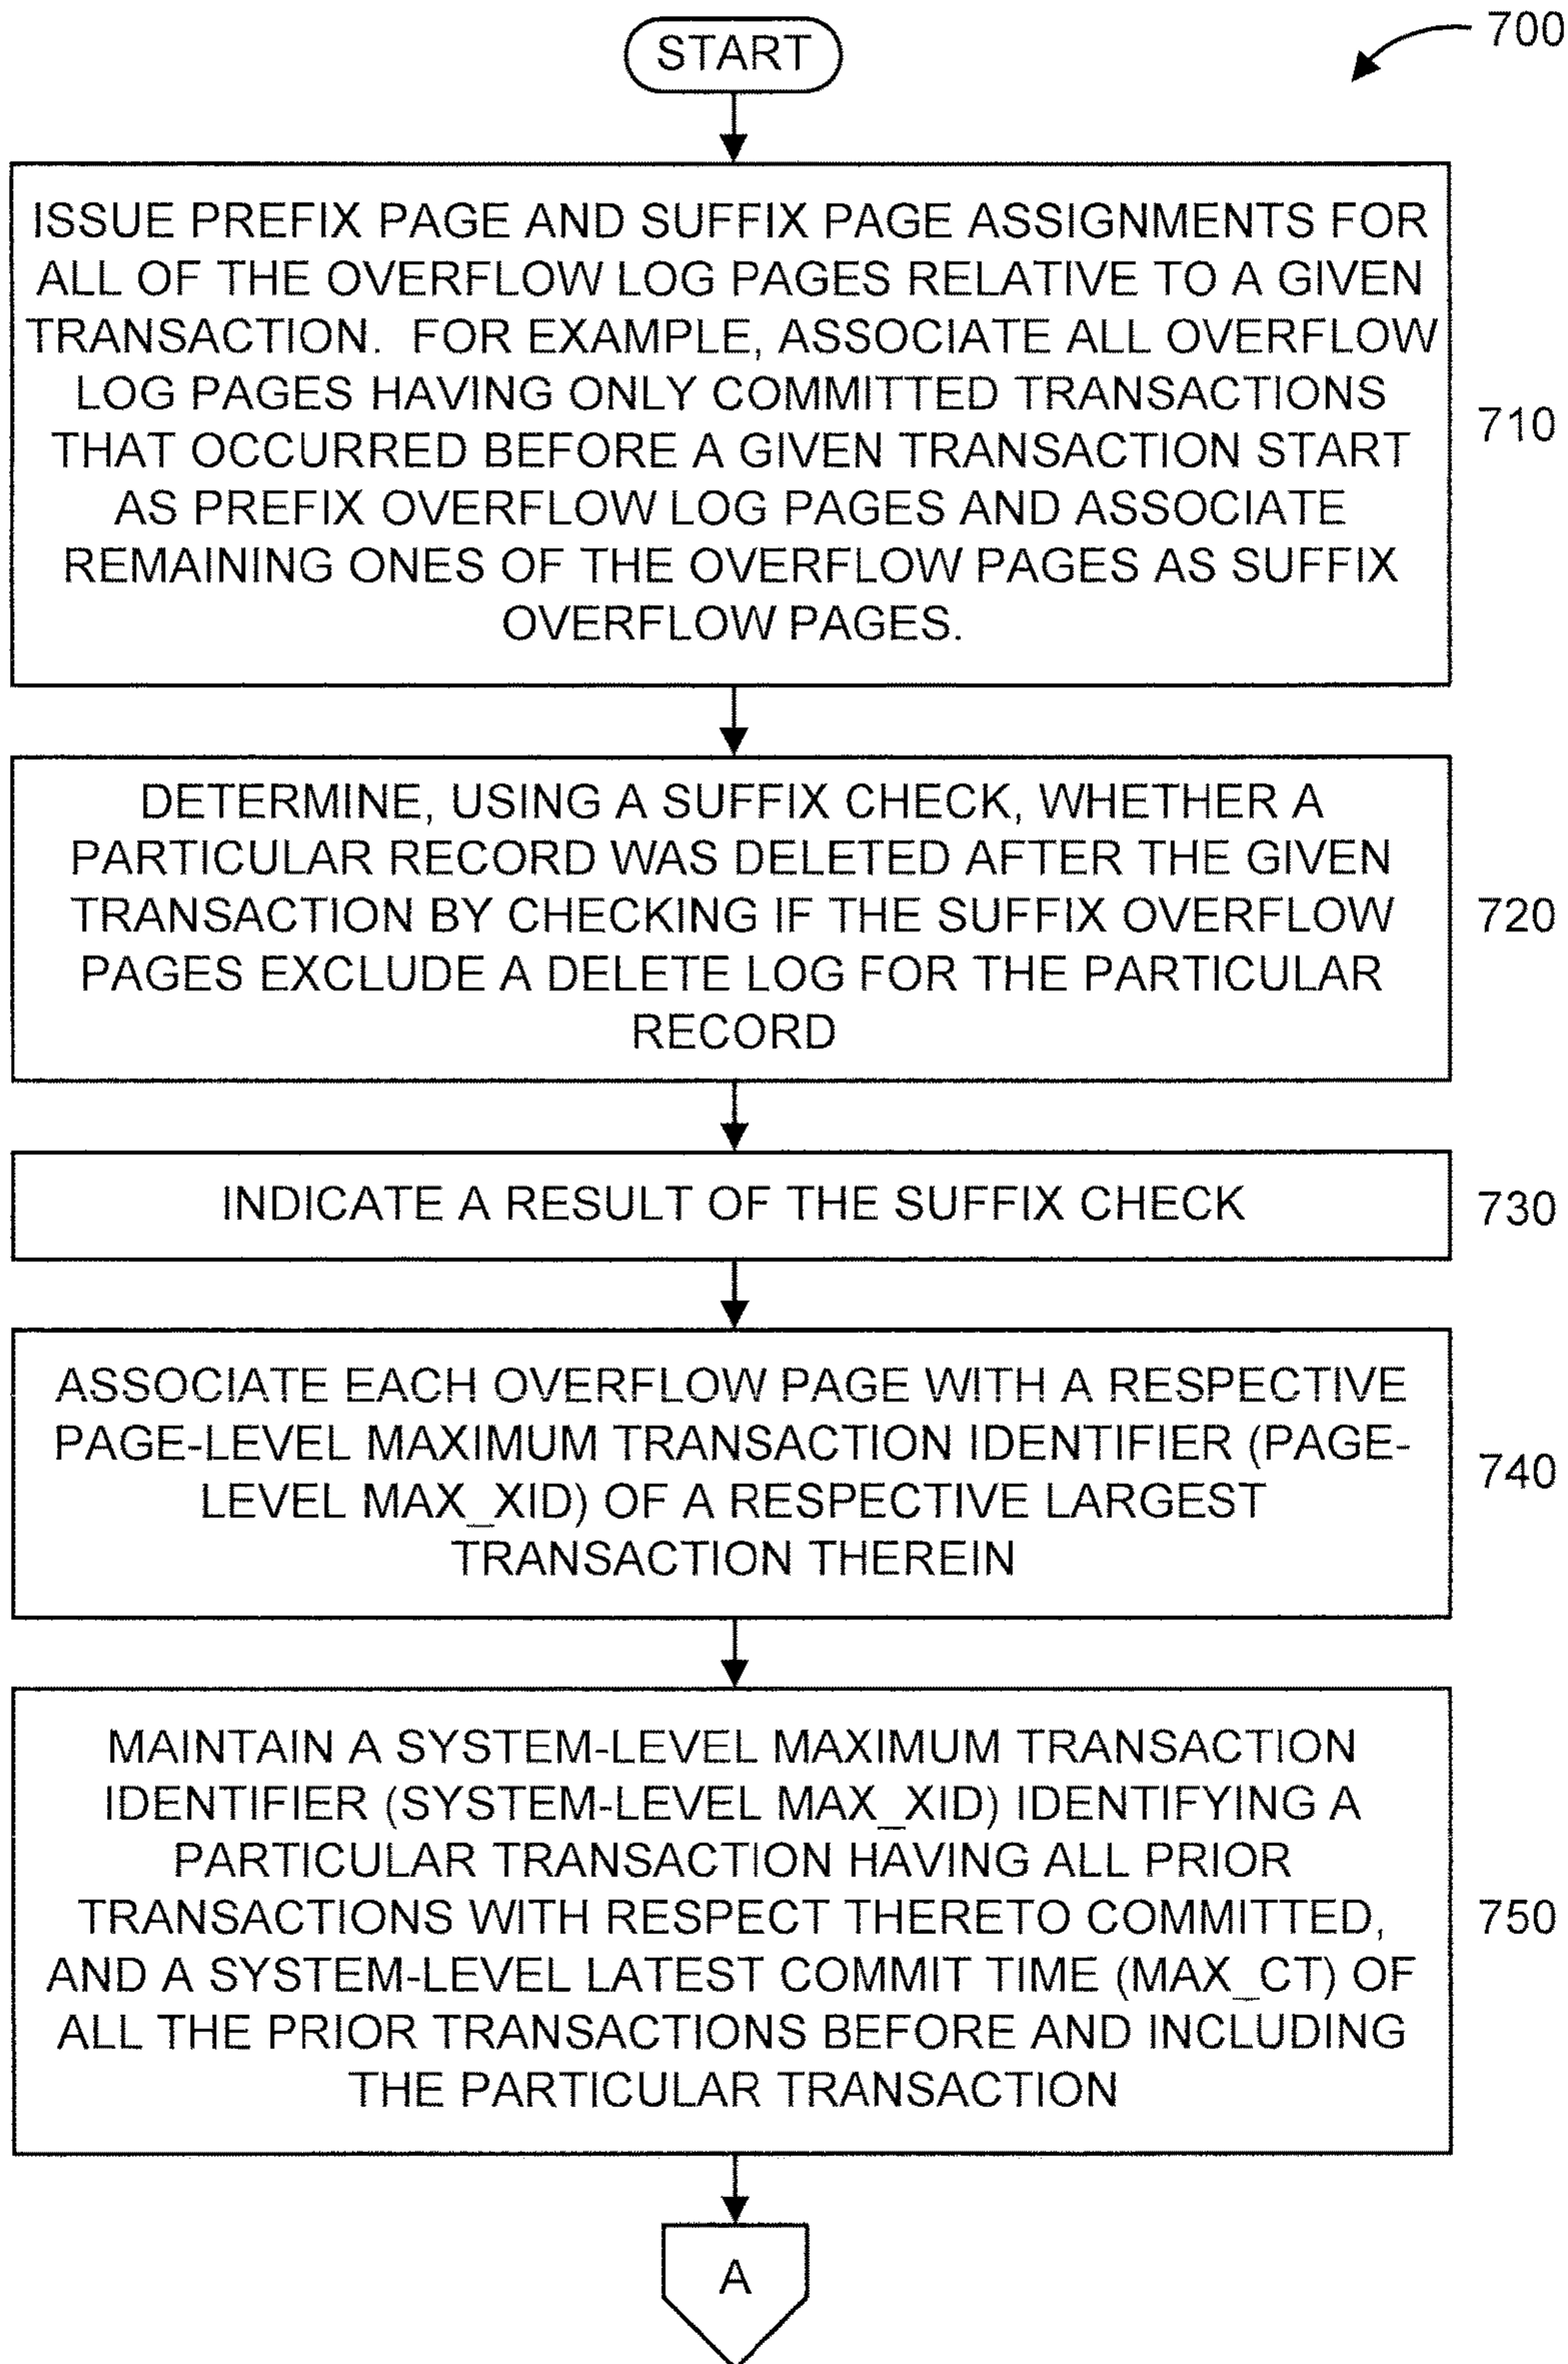 START
700
ISSUE PREFIX PAGE AND SUFFIX PAGE ASSIGNMENTS FOR
ALL OF THE OVERFLOW LOG PAGES RELATIVE TO A GIVEN
TRANSACTION. FOR EXAMPLE, ASSOCIATE ALL OVERFLOW
LOG PAGES HAVING ONLY COMMITTED TRANSACTIONS
THAT OCCURRED BEFORE A GIVEN TRANSACTION START
AS PREFIX OVERFLOW LOG PAGES AND ASSOCIATE
REMAINING ONES OF THE OVERFLOW PAGES AS SUFFIX
OVERFLOW PAGES.
710
DETERMINE, USING A SUFFIX CHECK, WHETHER A
PARTICULAR RECORD WAS DELETED AFTER THE GIVEN
TRANSACTION BY CHECKING IF THE SUFFIX OVERFLOW
PAGES EXCLUDE A DELETE LOG FOR THE PARTICULAR
RECORD
720
INDICATE A RESULT OF THE SUFFIX CHECK
730
ASSOCIATE EACH OVERFLOW PAGE WITH A RESPECTIVE
PAGE-LEVEL MAXIMUM TRANSACTION IDENTIFIER (PAGE-
LEVEL MAX_XID) OF A RESPECTIVE LARGEST
TRANSACTION THEREIN
740
MAINTAIN A SYSTEM-LEVEL MAXIMUM TRANSACTION
IDENTIFIER (SYSTEM-LEVEL MAX_XID) IDENTIFYING A
PARTICULAR TRANSACTION HAVING ALL PRIOR
TRANSACTIONS WITH RESPECT THERETO COMMITTED,
AND A SYSTEM-LEVEL LATEST COMMIT TIME (MAX_CT) OF
ALL THE PRIOR TRANSACTIONS BEFORE AND INCLUDING
THE PARTICULAR TRANSACTION
750
A